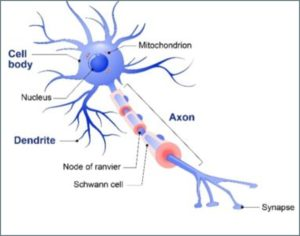 Mitochondrion
Cell
body
Nucleus
Axon
Dendrite
Node of ranvier
Schwann cell
Synapse